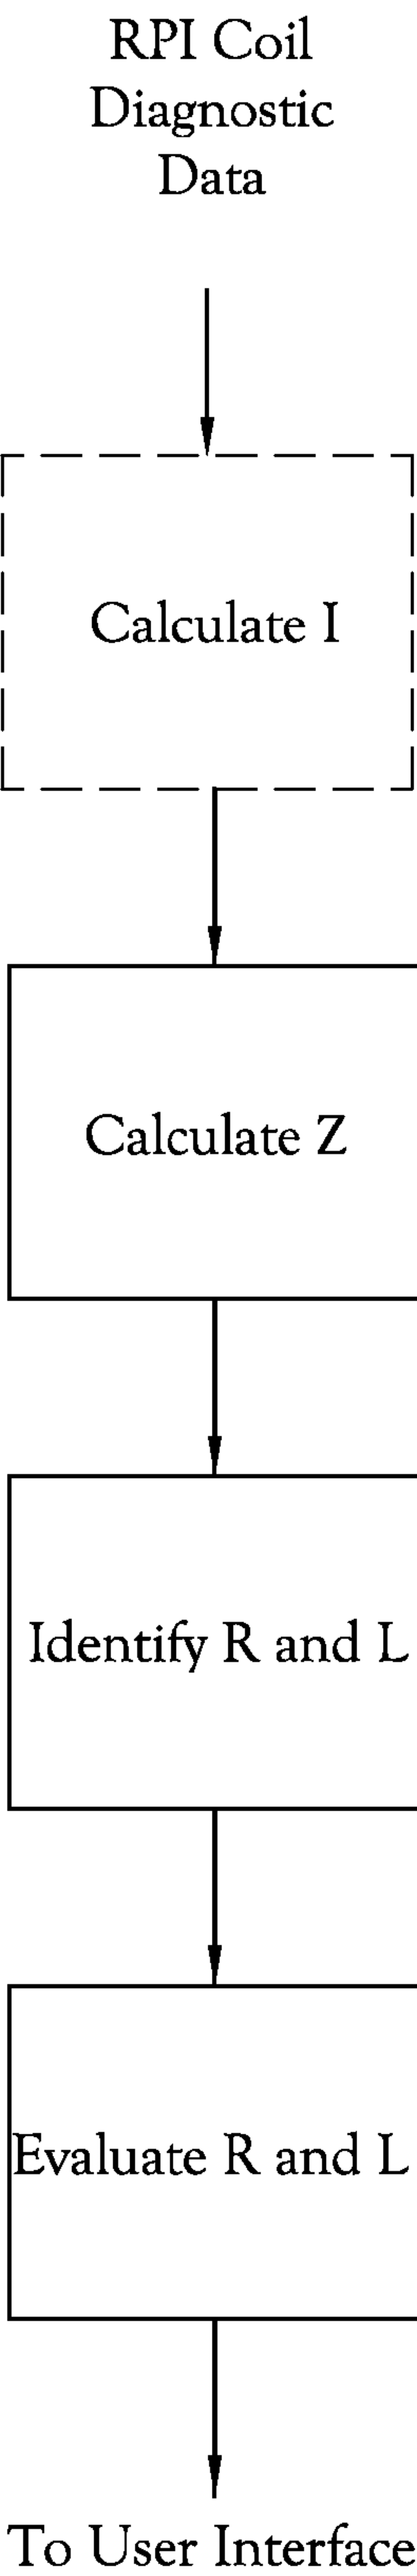 RPI Coil
Diagnostic
Data
Calculate I
Calculate Z
Identify R and L
Evaluate R and L
To User Interface